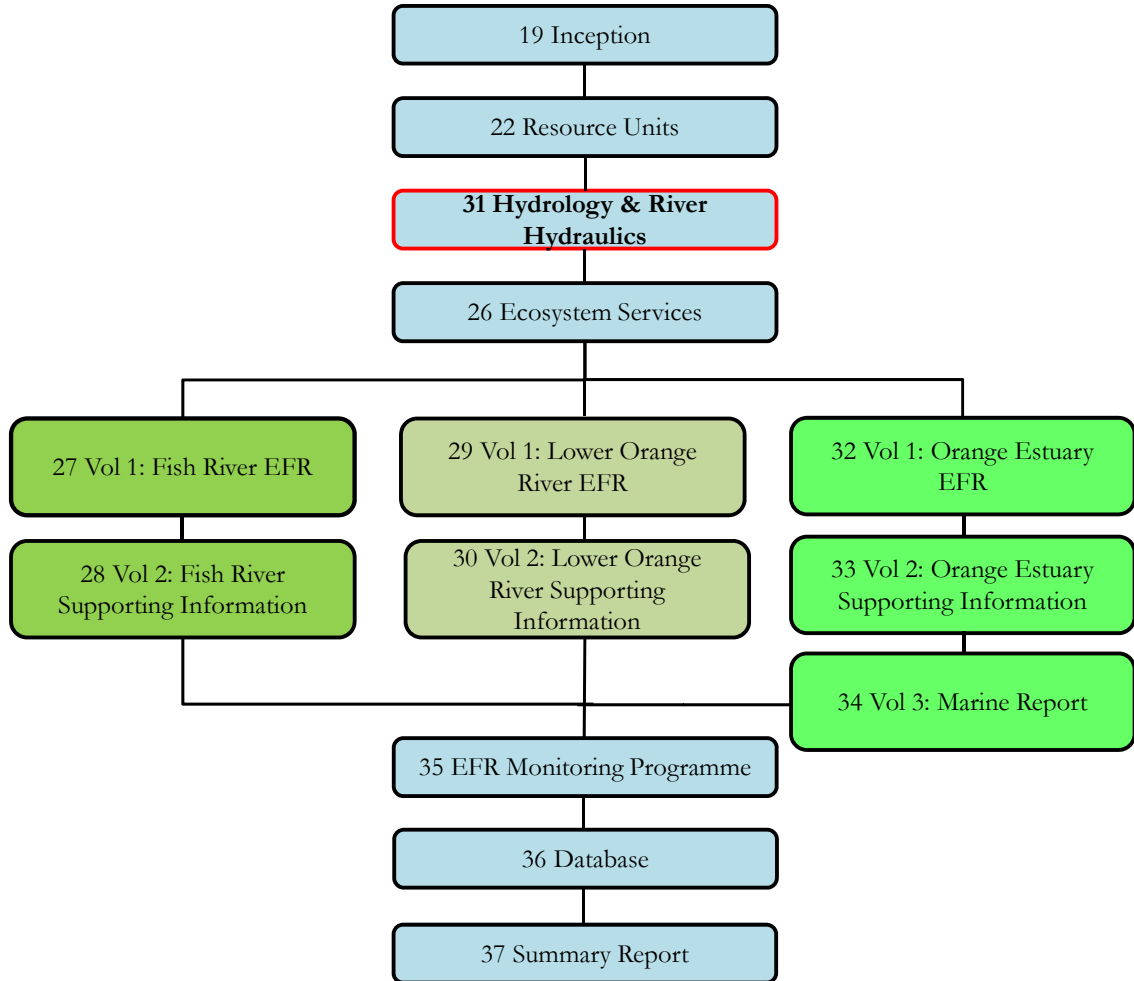 19 Inception
22 Resource Units
31 Hydrology & River
Hydraulics
26 Ecosystem Services
27 Vol 1: Fish River EFR
29 Vol 1: Lower Orange
River EFR
32 Vol 1: Orange Estuary
EFR
28 Vol 2: Fish River
Supporting Information
30 Vol 2: Lower Orange
River Supporting
Information
33 Vol 2: Orange Estuary
Supporting Information
34 Vol 3: Marine Report
35 EFR Monitoring Programme
36 Database
37 Summary Report